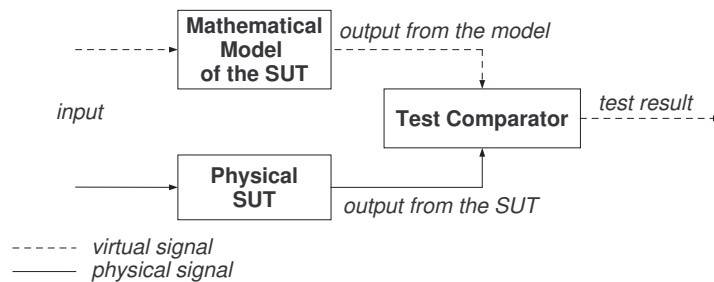 Mathematical
Model
of the SUT
output from the model
input
Test Comparator
test result
Physical
SUT
output from the SUT
virtual signal
physical signal